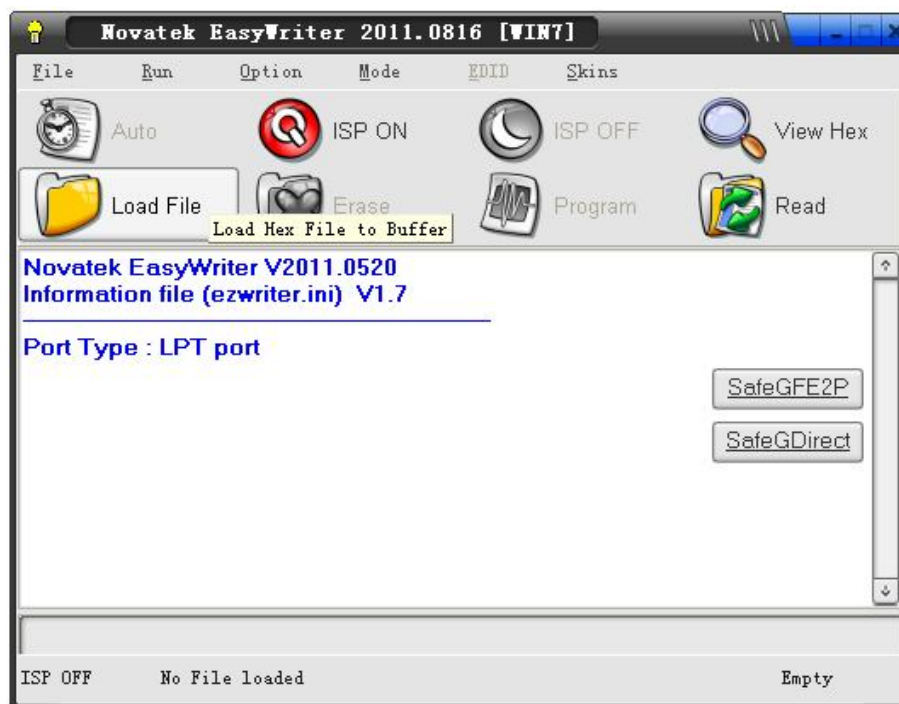 Novatek EasyWriter 2011.0816 [WIN7]
File Run Option Mode EDID Skins
Auto ISP ON ISP OFF View Hex
Load File Erase Program Read
Load Hex File to Buffer
Novatek EasyWriter V2011.0520
Information file (ezwriter.ini) V1.7
Port Type : LPT port
SafeGFE2P
SafeGDirect
ISP OFF No File loaded Empty